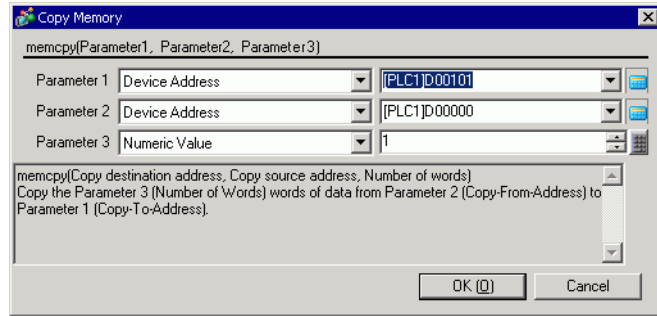 Copy Memory
memcpy(Parameter1, Parameter2, Parameter3)
Parameter 1 Device Address [PLC1]D00101
Parameter 2 Device Address [PLC1]D00000
Parameter 3 Numeric Value 1
memcpy(Copy destination address, Copy source address, Number of words)
Copy the Parameter 3 (Number of Words) words of data from Parameter 2 (Copy-From-Address) to
Parameter 1 (Copy-To-Address).
OK (O) Cancel